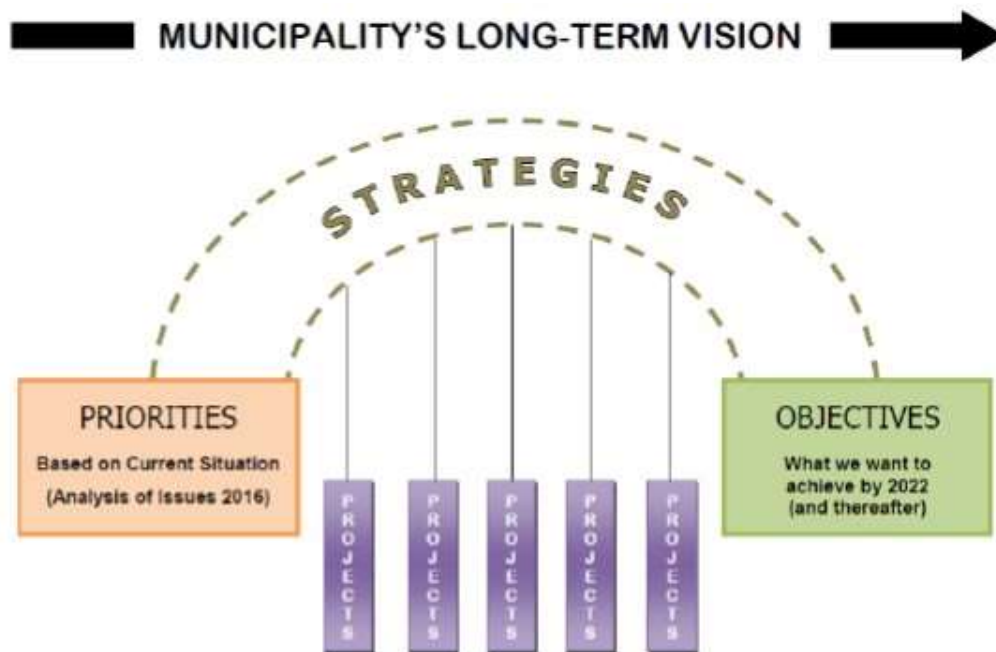 MUNICIPALITY'S LONG-TERM VISION
STRATEGIES
PRIORITIES
Based on Current Situation
(Analysis of Issues 2016)
OBJECTIVES
What we want to
achieve by 2022
(and thereafter)
PROJECTS
PROJECTS
PROJECTS
PROJECTS
PROJECTS